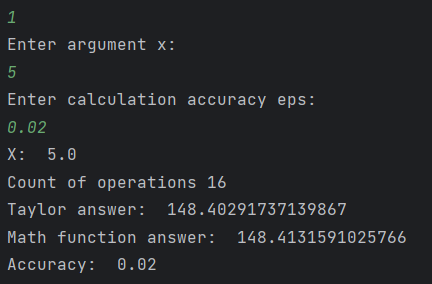 1
Enter argument x:
5
Enter calculation accuracy eps:
0.02
X:  5.0
Count of operations 16
Taylor answer:  148.40291737139867
Math function answer:  148.4131591025766
Accuracy:  0.02